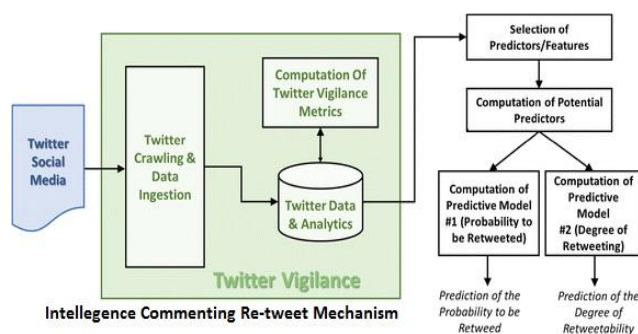 Twitter
Social
Media
Twitter
Crawling &
Data
Ingestion
Computation Of
Twitter Vigilance
Metrics
Twitter Data
& Analytics
Twitter Vigilance
Intellegence Commenting Re-tweet Mechanism
Selection of
Predictors/Features
Computation of Potential
Predictors
Computation of
Predictive Model
#1 (Probability to
be Retweeted)
Computation of
Predictive
Model
#2 (Degree of
Retweeting)
Prediction of the
Probability to be
Retweed
Prediction of the
Degree of
Retweetability